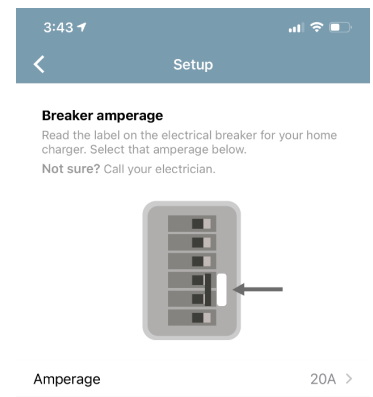 3:43
Setup
Breaker amperage
Read the label on the electrical breaker for your home
charger. Select that amperage below.
Not sure? Call your electrician.
Amperage 20A >